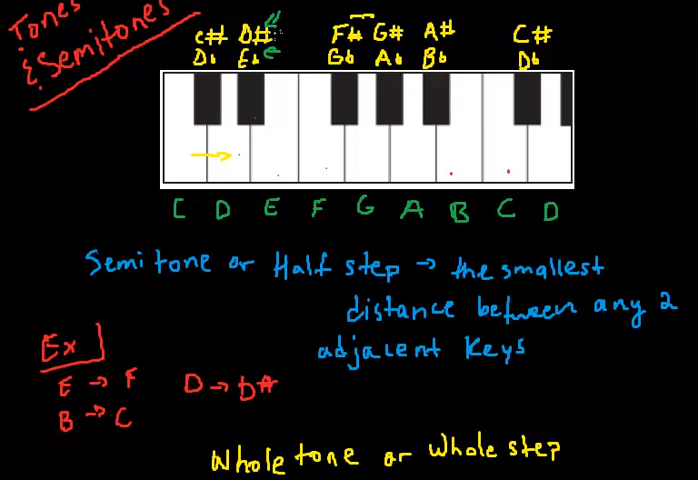 Tones
& Semitones
C# D# F# G# A# C#
Db Eb Gb Ab Bb Db
C D E F G A B C D
Semitone or Half step → the smallest
distance between any 2
adjacent Keys
Ex
E → F D → D#
B → C
Whole tone or Whole step